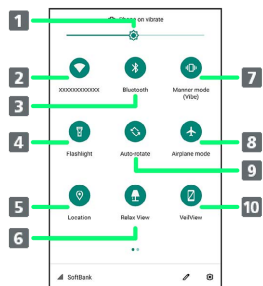 Phone on vibrate
1
2
XXXXXXXXXXXX
Bluetooth
Manner mode
(Vibe)
7
3
4
Flashlight
Auto-rotate
Airplane mode
8
9
5
Location
Relax View
VeilView
10
6
SoftBank